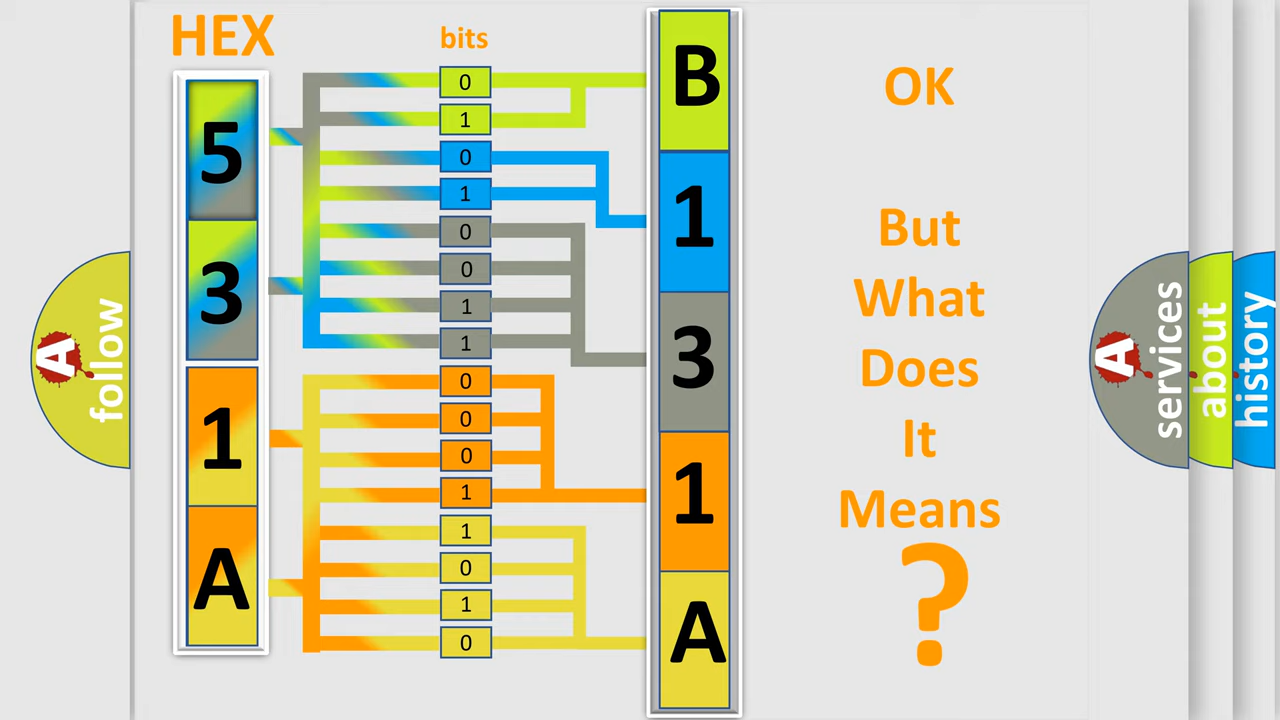 HEX
bits
5
3
1
A
0
1
0
1
0
0
1
1
0
0
0
1
1
0
1
0
B
1
3
1
A
OK
But
What
Does
It
Means
?
A
follow
A
services
about
history